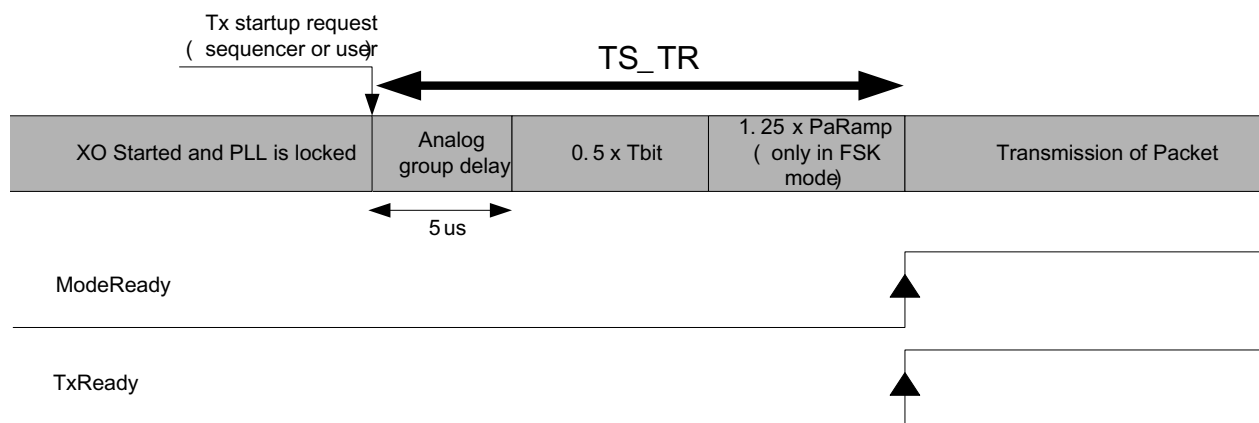 Tx startup request
( sequencer or user)
TS_TR
XO Started and PLL is locked
Analog
group delay
0. 5 x Tbit
1. 25 x PaRamp
( only in FSK
mode)
Transmission of Packet
5 us
ModeReady
TxReady